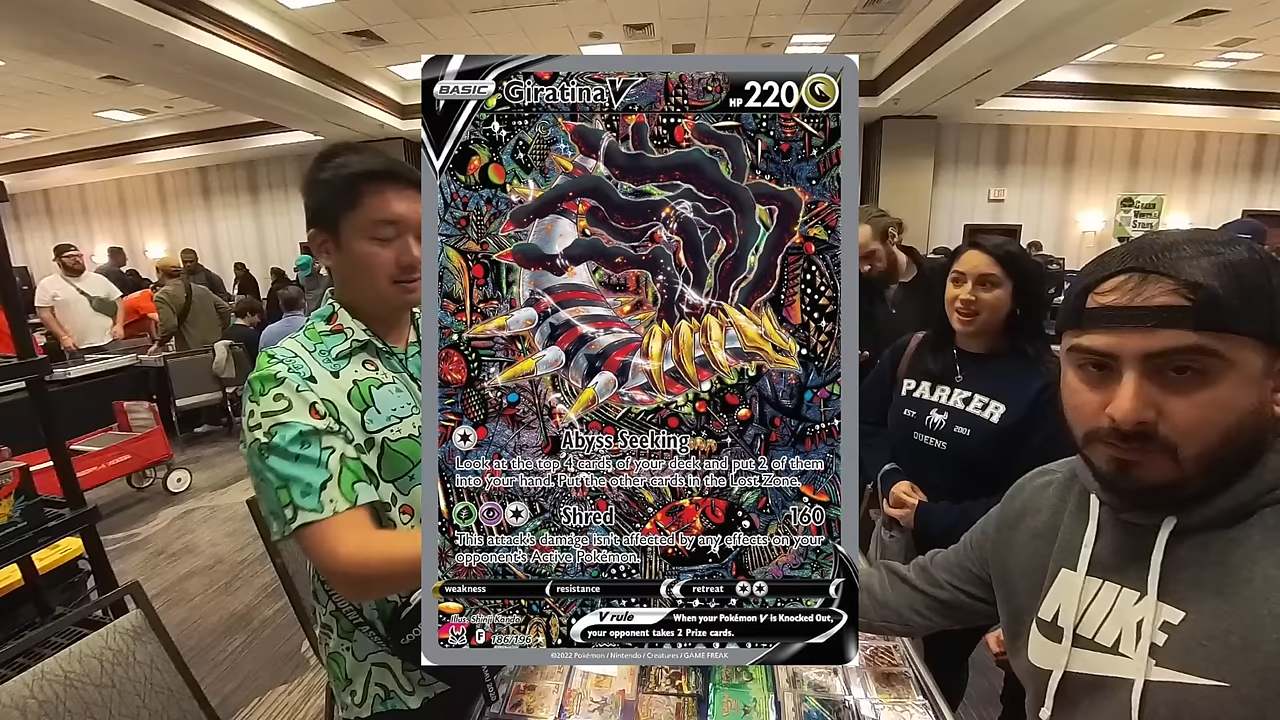 BASIC
Giratina V
HP 220
Abyss Seeking
Look at the top 4 cards of your deck and put 2 of them
into your hand. Put the other cards in the Lost Zone.
Shred 160
This attack's damage isn't affected by any effects on your
opponent's Active Pokémon.
weakness resistance retreat
V rule When your Pokémon V is Knocked Out,
your opponent takes 2 Prize cards.
Illus. Shinji Kanda
F 186/196
©2022 Pokémon / Nintendo / Creatures / GAME FREAK
PARKER
EST. 2001
QUEENS
NIKE
EXIT